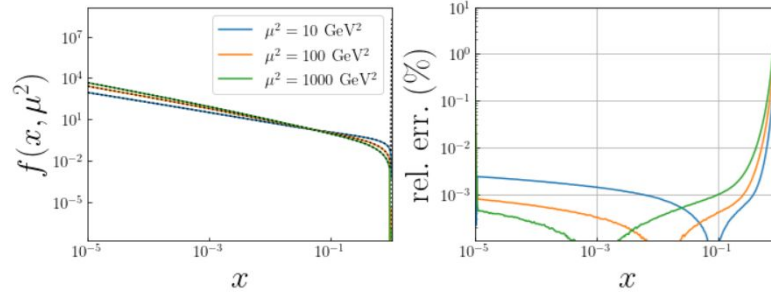 10⁷
10⁴
10¹
10⁻²
10⁻⁵
f(x, μ²)
μ² = 10 GeV²
μ² = 100 GeV²
μ² = 1000 GeV²
10⁻⁵
10⁻³
10⁻¹
x
10¹
10⁰
10⁻¹
10⁻²
10⁻³
rel. err. (%)
10⁻⁵
10⁻³
10⁻¹
x